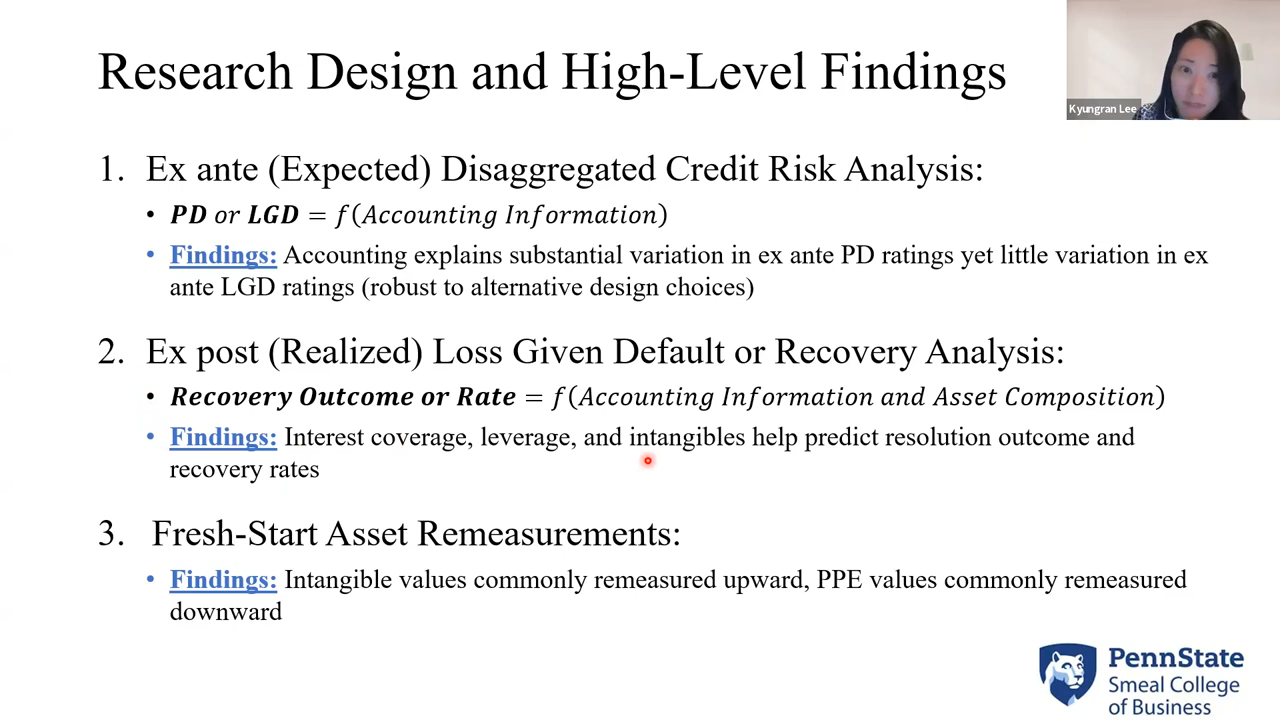 Research Design and High-Level Findings
Kyungran Lee
1. Ex ante (Expected) Disaggregated Credit Risk Analysis:
• PD or LGD = f(Accounting Information)
• Findings: Accounting explains substantial variation in ex ante PD ratings yet little variation in ex
ante LGD ratings (robust to alternative design choices)
2. Ex post (Realized) Loss Given Default or Recovery Analysis:
• Recovery Outcome or Rate = f(Accounting Information and Asset Composition)
• Findings: Interest coverage, leverage, and intangibles help predict resolution outcome and
recovery rates
3. Fresh-Start Asset Remeasurements:
• Findings: Intangible values commonly remeasured upward, PPE values commonly remeasured
downward
PennState
Smeal College
of Business